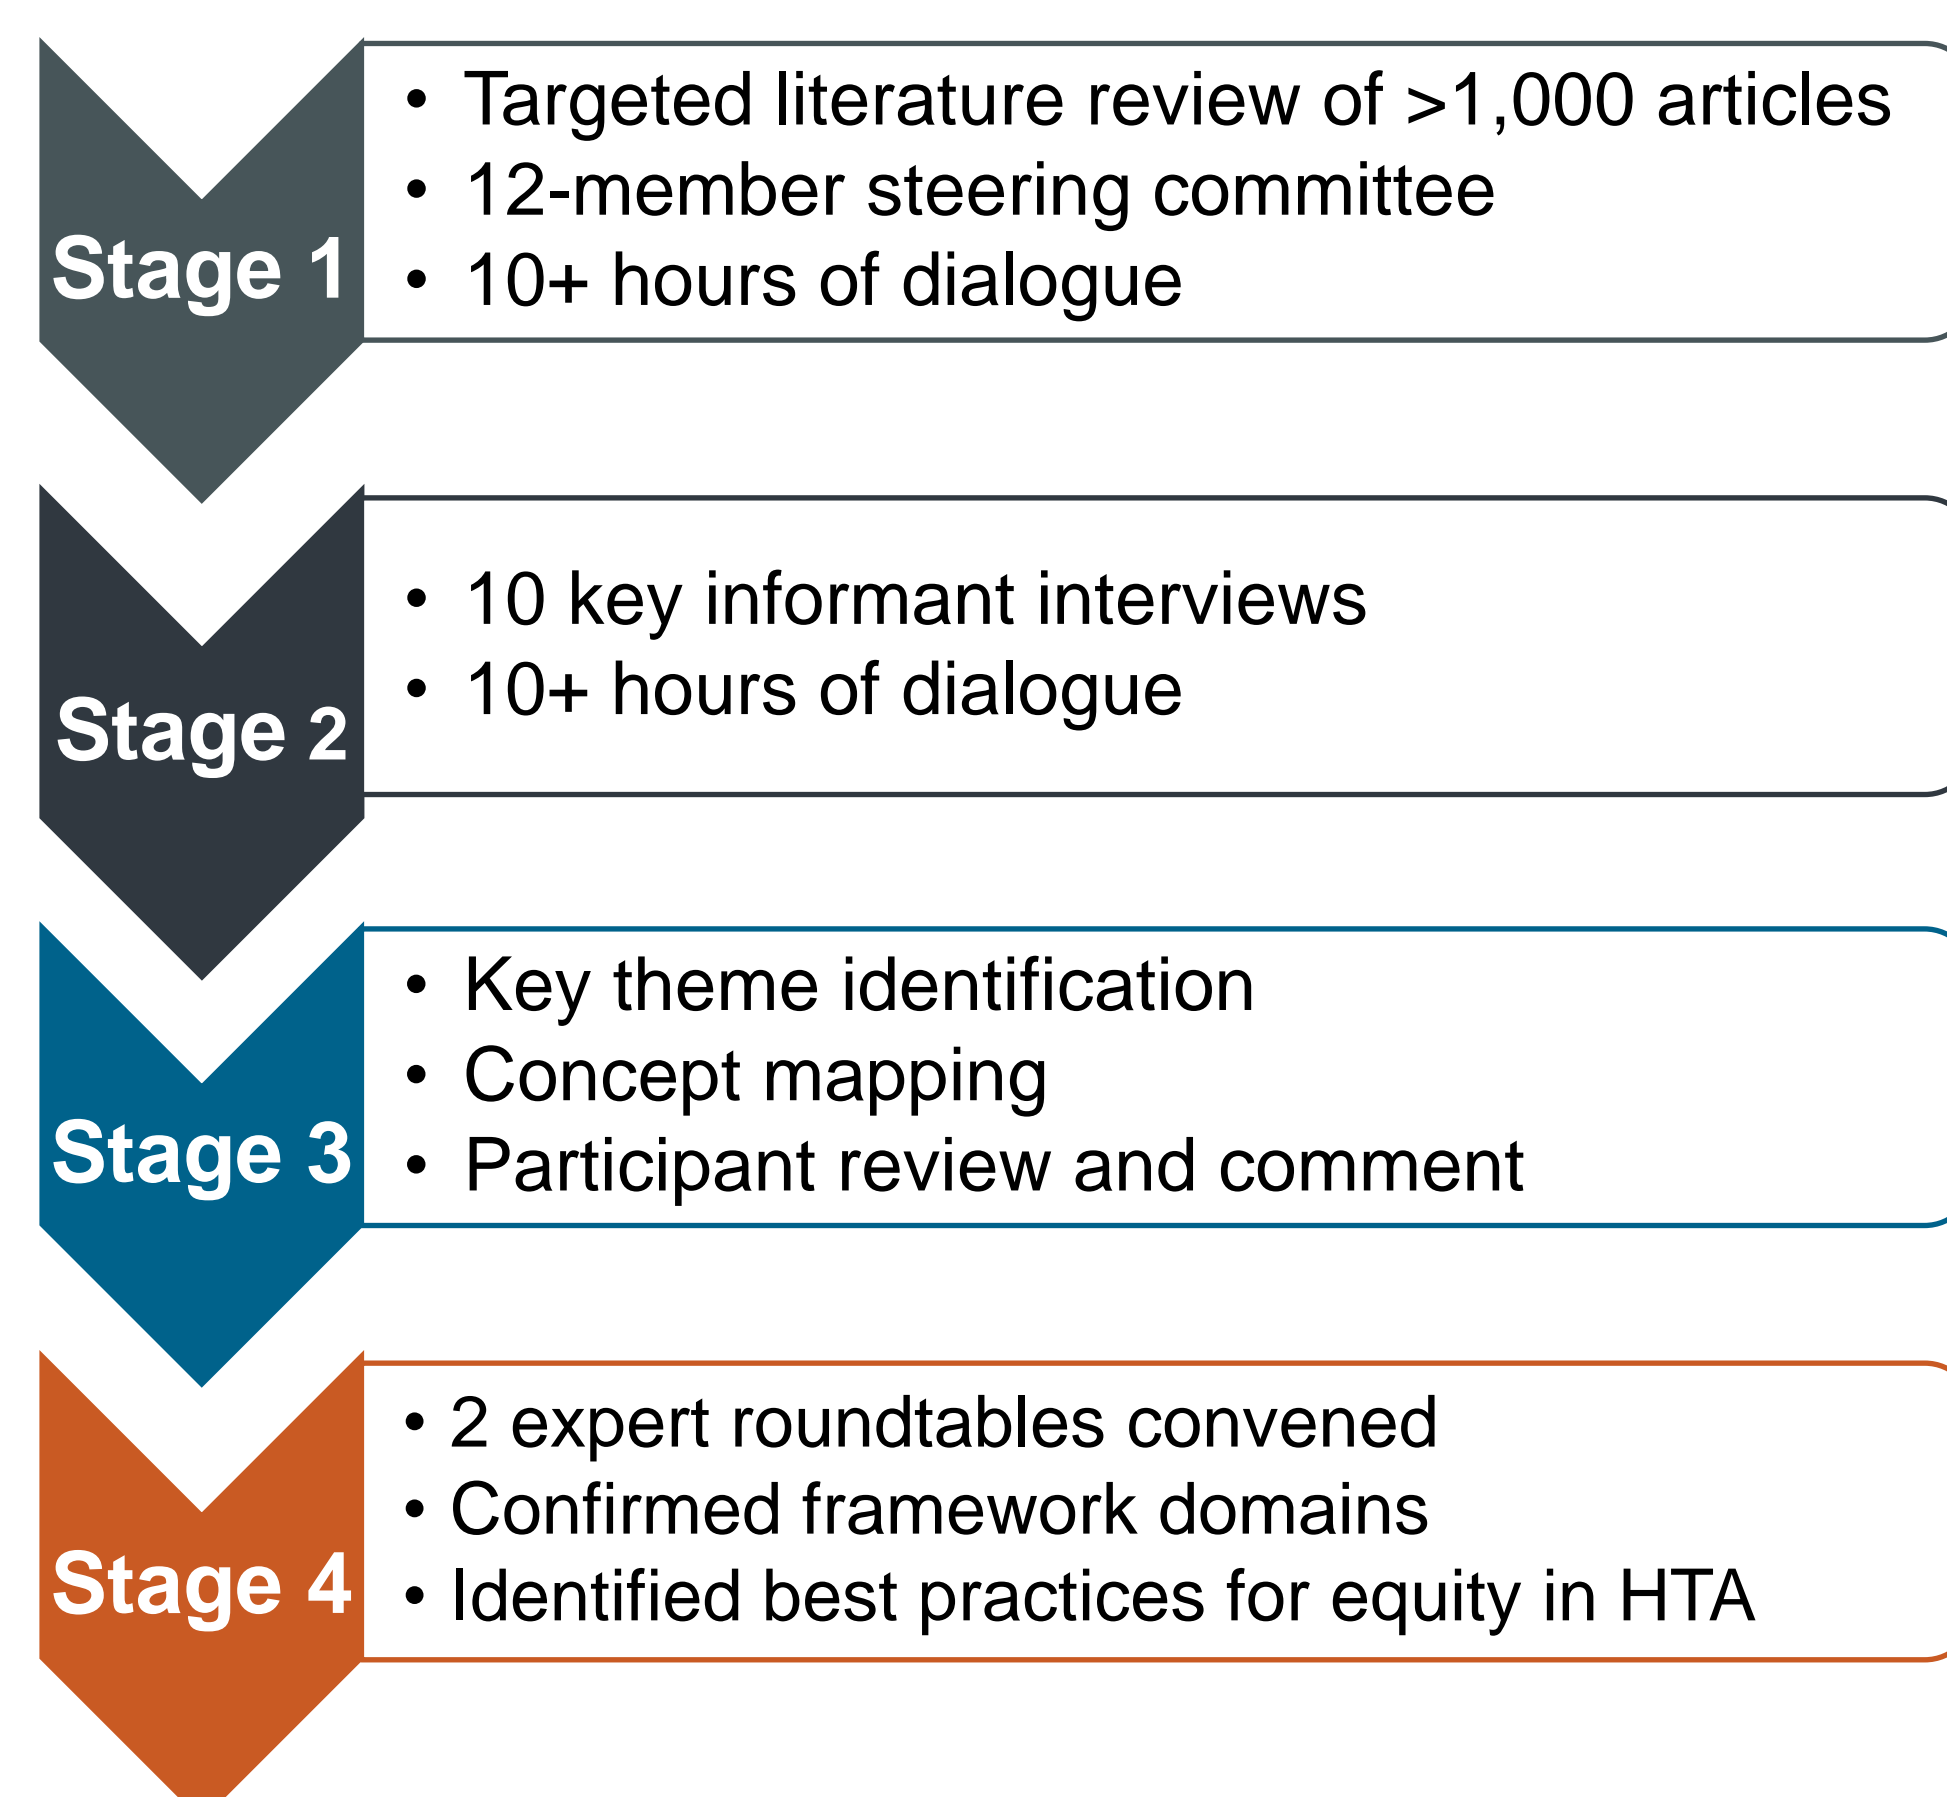 Stage 1
• Targeted literature review of >1,000 articles
• 12-member steering committee
• 10+ hours of dialogue
Stage 2
• 10 key informant interviews
• 10+ hours of dialogue
Stage 3
• Key theme identification
• Concept mapping
• Participant review and comment
Stage 4
• 2 expert roundtables convened
• Confirmed framework domains
• Identified best practices for equity in HTA